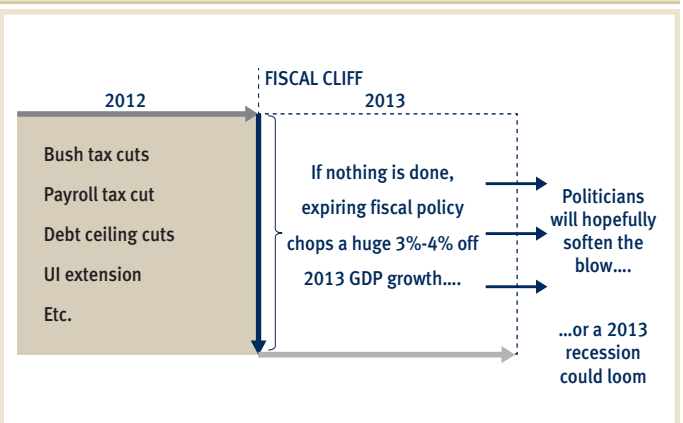 FISCAL CLIFF
2012
2013
Bush tax cuts
Payroll tax cut
Debt ceiling cuts
UI extension
Etc.
If nothing is done,
expiring fiscal policy
chops a huge 3%-4% off
2013 GDP growth....
Politicians
will hopefully
soften the
blow....
...or a 2013
recession
could loom